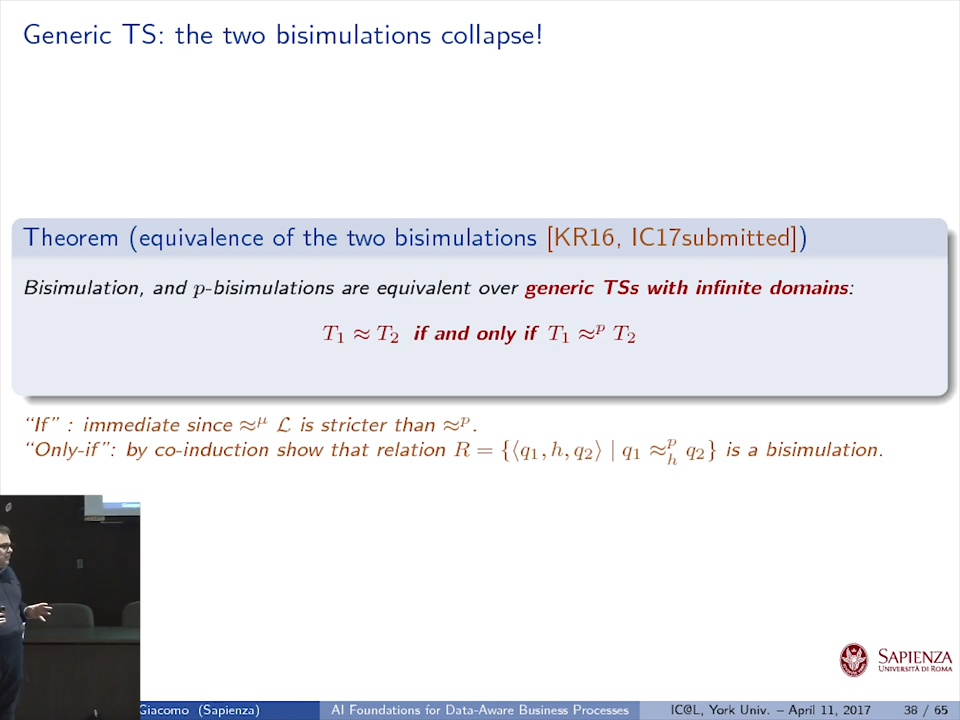 Generic TS: the two bisimulations collapse!
Theorem (equivalence of the two bisimulations [KR16, IC17submitted])
Bisimulation, and p-bisimulations are equivalent over generic TSs with infinite domains:
T₁ ≈ T₂ if and only if T₁ ≈ᵖ T₂
“If” : immediate since ≈^μ ℒ is stricter than ≈ᵖ.
“Only-if”: by co-induction show that relation R = {⟨q₁, h, q₂⟩ | q₁ ≈^p_h q₂} is a bisimulation.
SAPIENZA
UNIVERSITÀ DI ROMA
Giacomo (Sapienza)
AI Foundations for Data-Aware Business Processes
IC@L, York Univ. – April 11, 2017
38 / 65